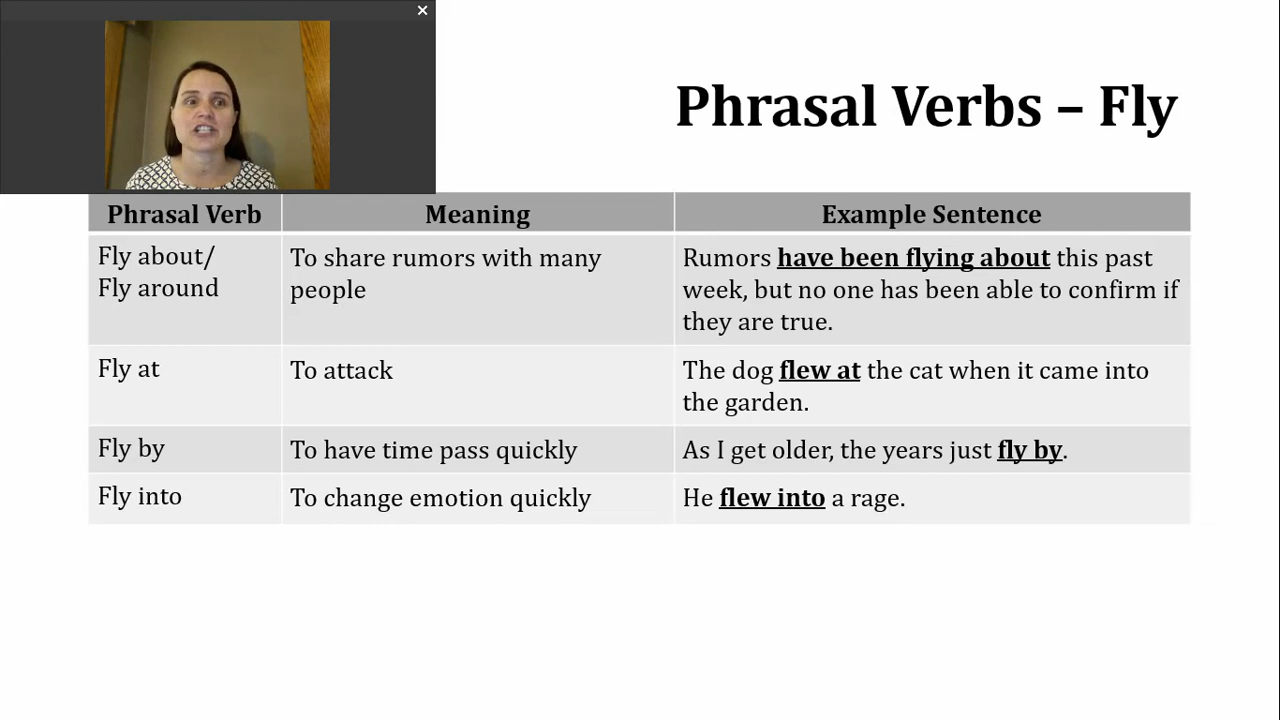 Phrasal Verbs – Fly
Phrasal Verb
Meaning
Example Sentence
Fly about/
Fly around
To share rumors with many
people
Rumors have been flying about this past
week, but no one has been able to confirm if
they are true.
Fly at
To attack
The dog flew at the cat when it came into
the garden.
Fly by
To have time pass quickly
As I get older, the years just fly by.
Fly into
To change emotion quickly
He flew into a rage.